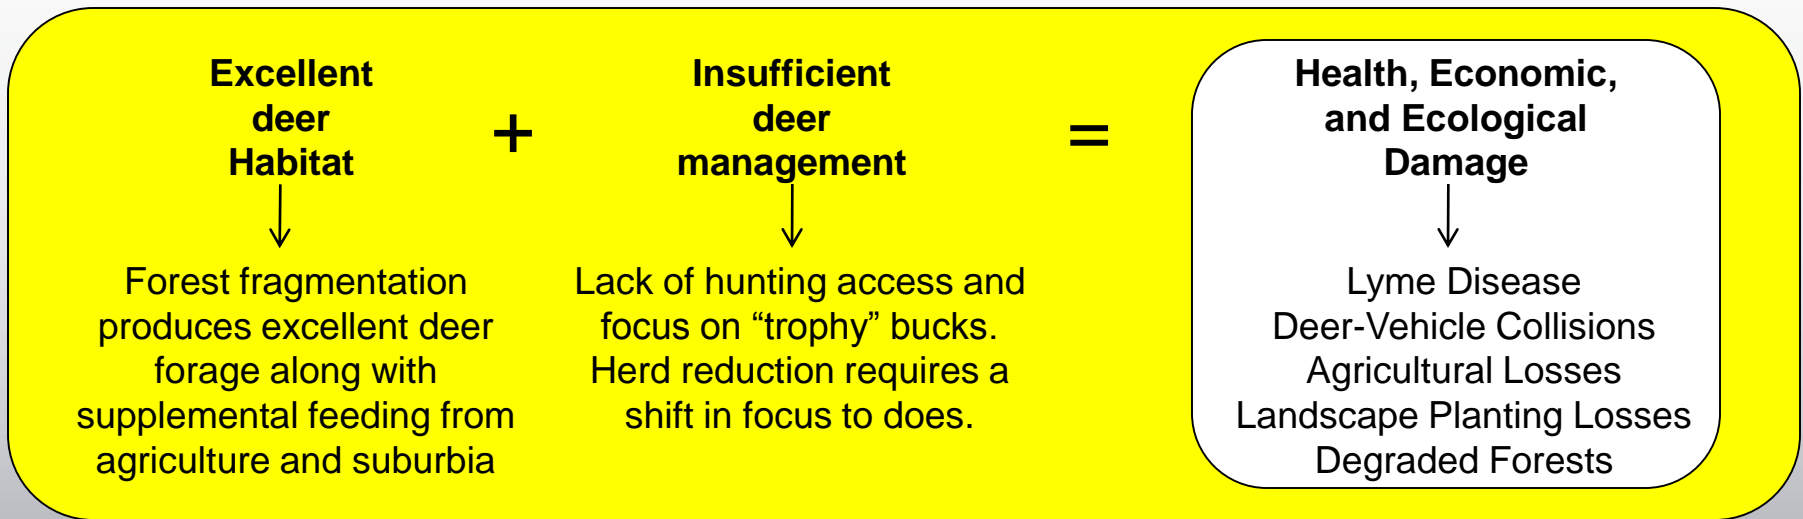 Excellent
deer
Habitat
+
Insufficient
deer
management
=
Health, Economic,
and Ecological
Damage
Forest fragmentation
produces excellent deer
forage along with
supplemental feeding from
agriculture and suburbia
Lack of hunting access and
focus on “trophy” bucks.
Herd reduction requires a
shift in focus to does.
Lyme Disease
Deer-Vehicle Collisions
Agricultural Losses
Landscape Planting Losses
Degraded Forests